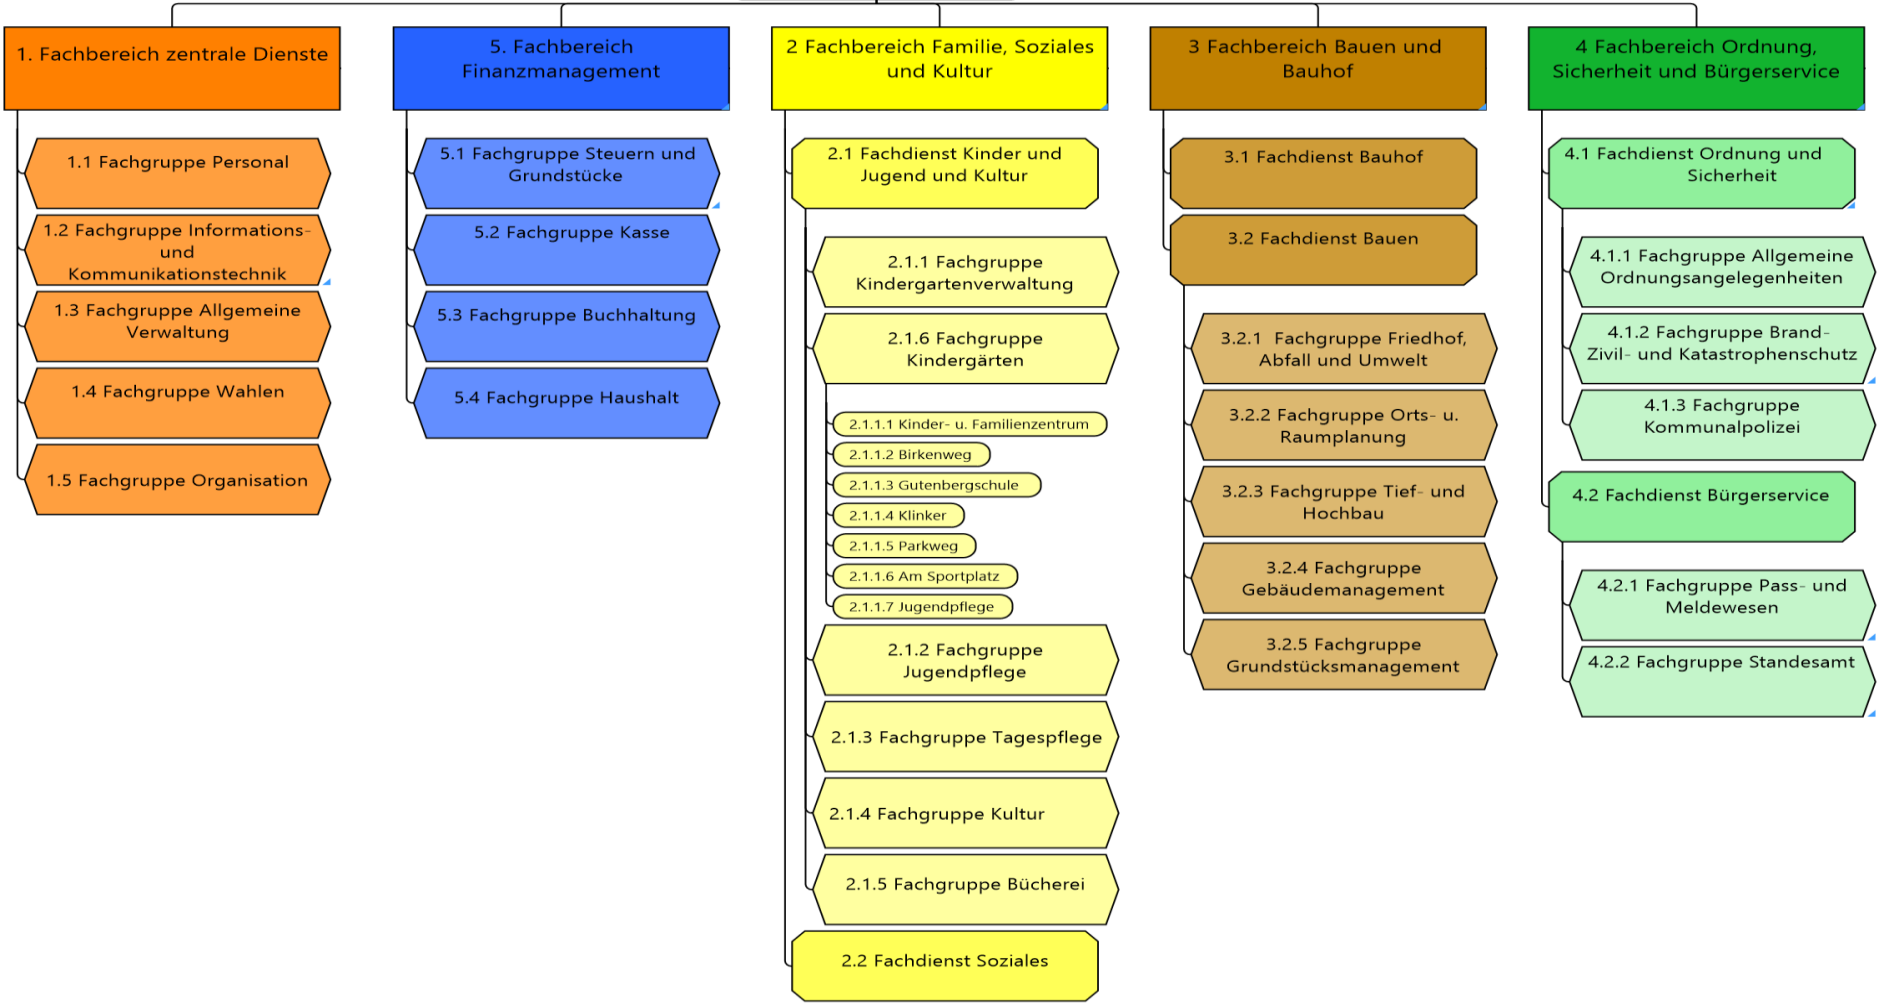 1. Fachbereich zentrale Dienste
1.1 Fachgruppe Personal
1.2 Fachgruppe Informations-
und
Kommunikationstechnik
1.3 Fachgruppe Allgemeine
Verwaltung
1.4 Fachgruppe Wahlen
1.5 Fachgruppe Organisation
5. Fachbereich
Finanzmanagement
5.1 Fachgruppe Steuern und
Grundstücke
5.2 Fachgruppe Kasse
5.3 Fachgruppe Buchhaltung
5.4 Fachgruppe Haushalt
2 Fachbereich Familie, Soziales
und Kultur
2.1 Fachdienst Kinder und
Jugend und Kultur
2.1.1 Fachgruppe
Kindergartenverwaltung
2.1.6 Fachgruppe
Kindergärten
2.1.1.1 Kinder- u. Familienzentrum
2.1.1.2 Birkenweg
2.1.1.3 Gutenbergschule
2.1.1.4 Klinker
2.1.1.5 Parkweg
2.1.1.6 Am Sportplatz
2.1.1.7 Jugendpflege
2.1.2 Fachgruppe
Jugendpflege
2.1.3 Fachgruppe Tagespflege
2.1.4 Fachgruppe Kultur
2.1.5 Fachgruppe Bücherei
2.2 Fachdienst Soziales
3 Fachbereich Bauen und
Bauhof
3.1 Fachdienst Bauhof
3.2 Fachdienst Bauen
3.2.1  Fachgruppe Friedhof,
Abfall und Umwelt
3.2.2 Fachgruppe Orts- u.
Raumplanung
3.2.3 Fachgruppe Tief- und
Hochbau
3.2.4 Fachgruppe
Gebäudemanagement
3.2.5 Fachgruppe
Grundstücksmanagement
4 Fachbereich Ordnung,
Sicherheit und Bürgerservice
4.1 Fachdienst Ordnung und
Sicherheit
4.1.1 Fachgruppe Allgemeine
Ordnungsangelegenheiten
4.1.2 Fachgruppe Brand-
Zivil- und Katastrophenschutz
4.1.3 Fachgruppe
Kommunalpolizei
4.2 Fachdienst Bürgerservice
4.2.1 Fachgruppe Pass- und
Meldewesen
4.2.2 Fachgruppe Standesamt